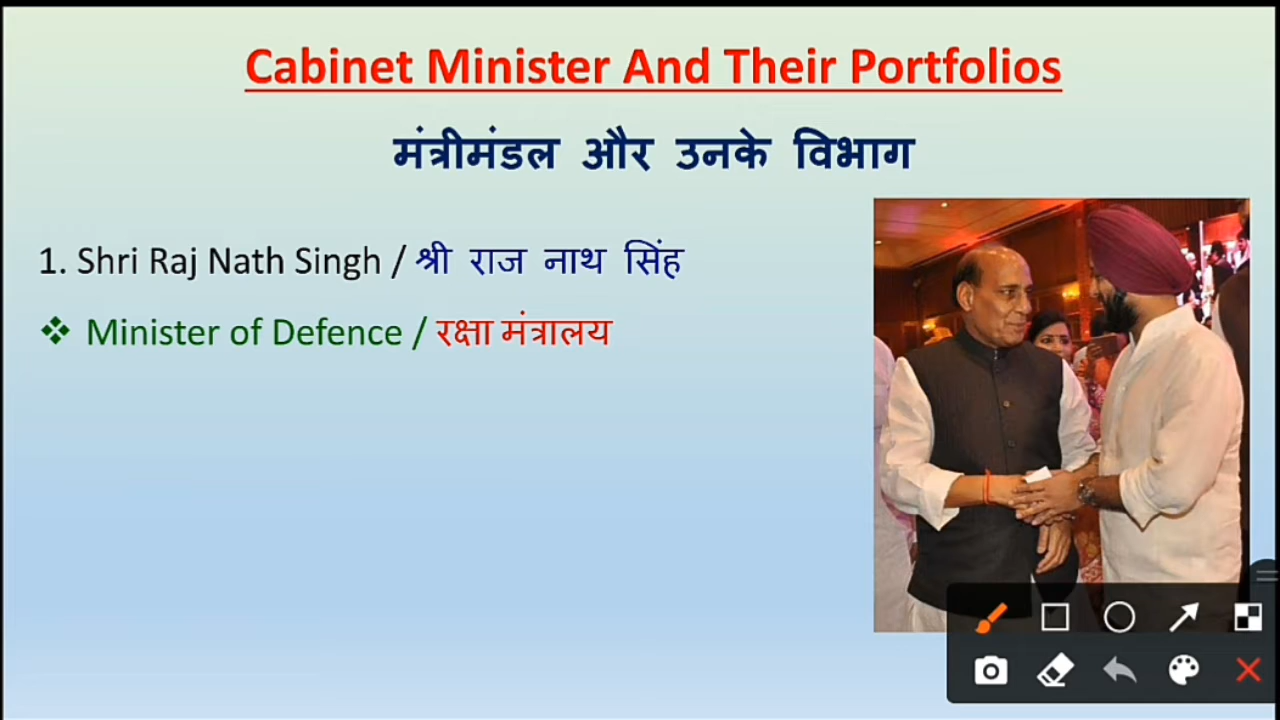 Cabinet Minister And Their Portfolios
मंत्रीमंडल और उनके विभाग
1. Shri Raj Nath Singh / श्री राज नाथ सिंह
❖ Minister of Defence / रक्षा मंत्रालय